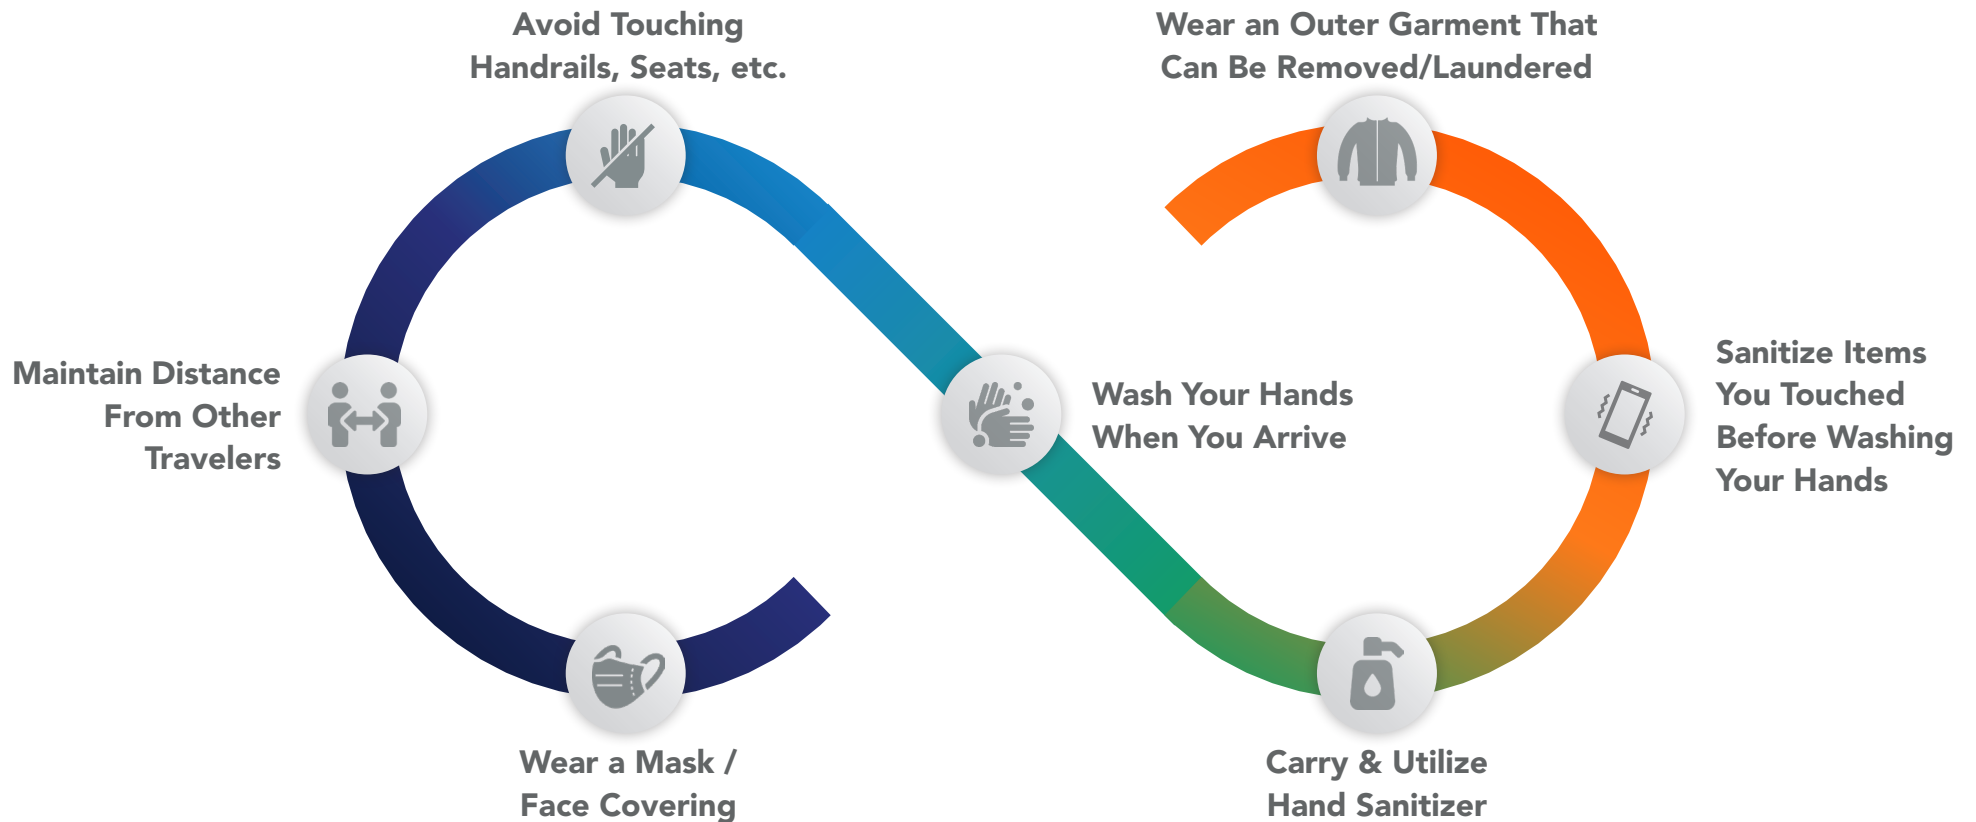 Avoid Touching
Handrails, Seats, etc.
Wear an Outer Garment That
Can Be Removed/Laundered
Maintain Distance
From Other
Travelers
Wash Your Hands
When You Arrive
Sanitize Items
You Touched
Before Washing
Your Hands
Wear a Mask /
Face Covering
Carry & Utilize
Hand Sanitizer